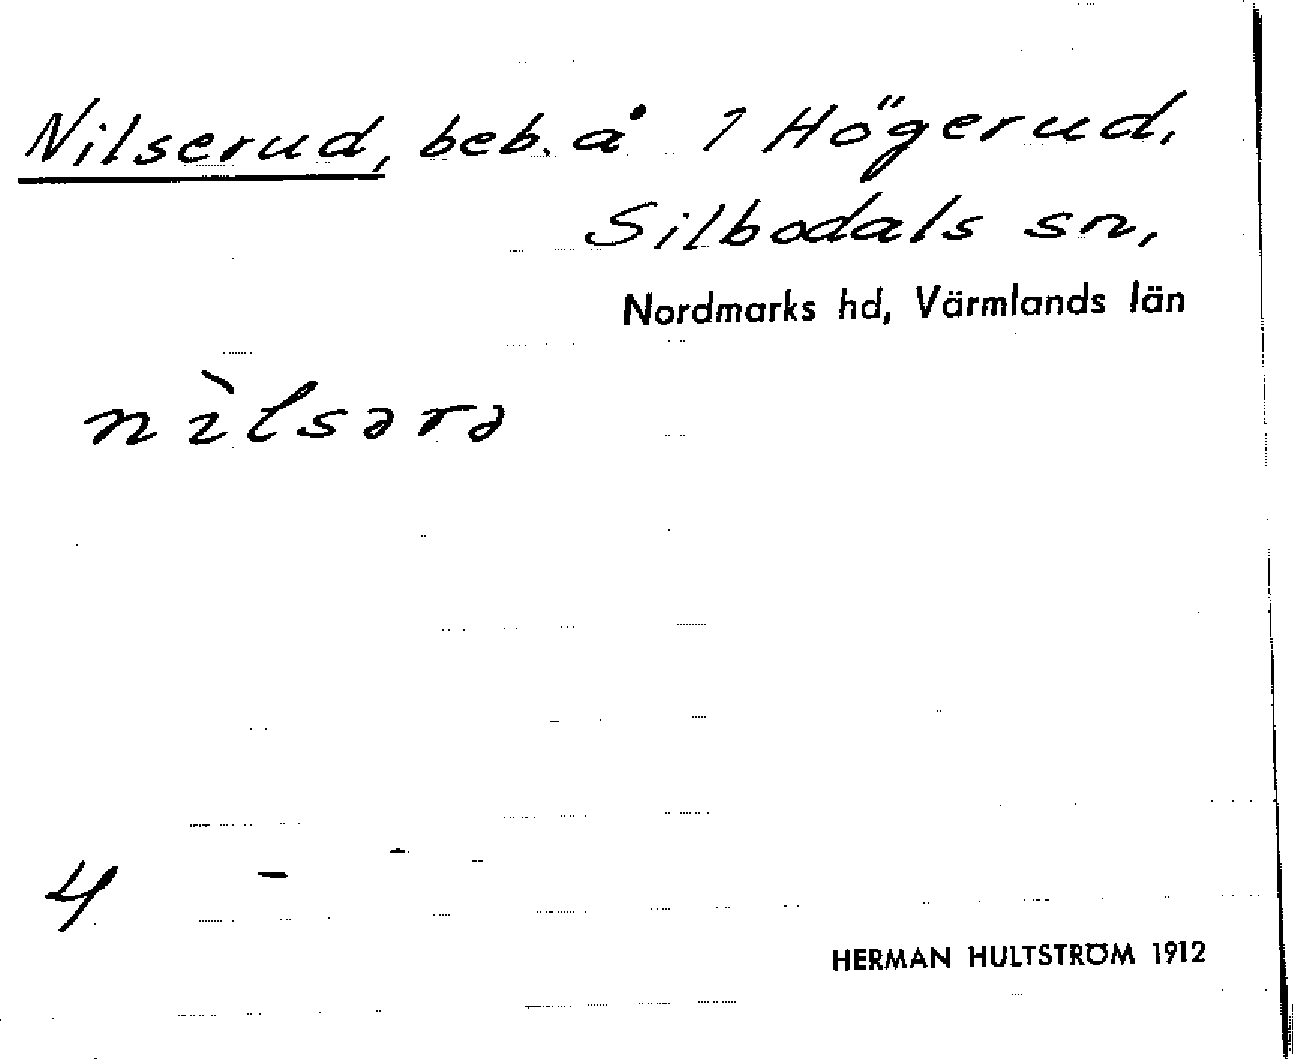 Nilserud, beb. å 1 Högerud,
Silbodals sn,
Nordmarks hd, Värmlands län
nìlsərə
4 - - -
HERMAN HULTSTRÖM 1912